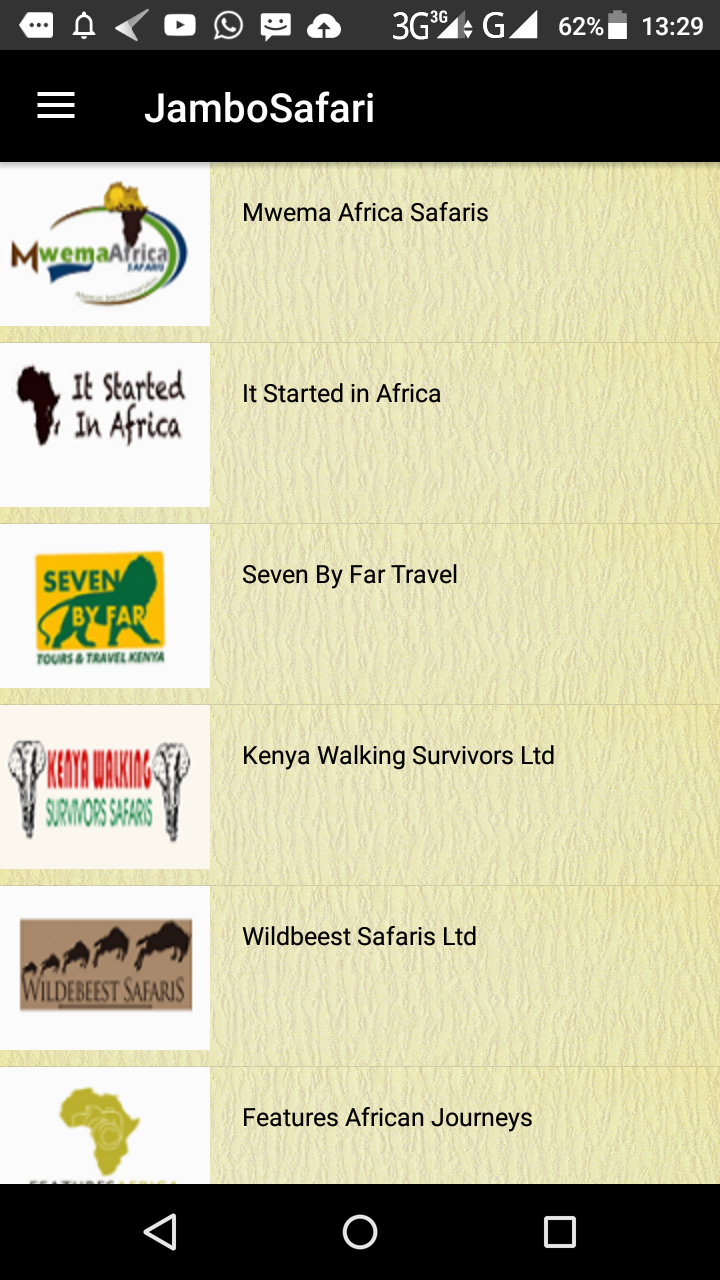 3G 3G G 62% 13:29
JamboSafari
MwemaAfrica
SAFARIS
Mwema Africa Safaris
It Started
In Africa
It Started in Africa
SEVEN
BY FAR
TOURS & TRAVEL KENYA
Seven By Far Travel
KENYA WALKING
SURVIVORS SAFARIS
Kenya Walking Survivors Ltd
WILDEBEEST SAFARIS
Wildbeest Safaris Ltd
Features African Journeys